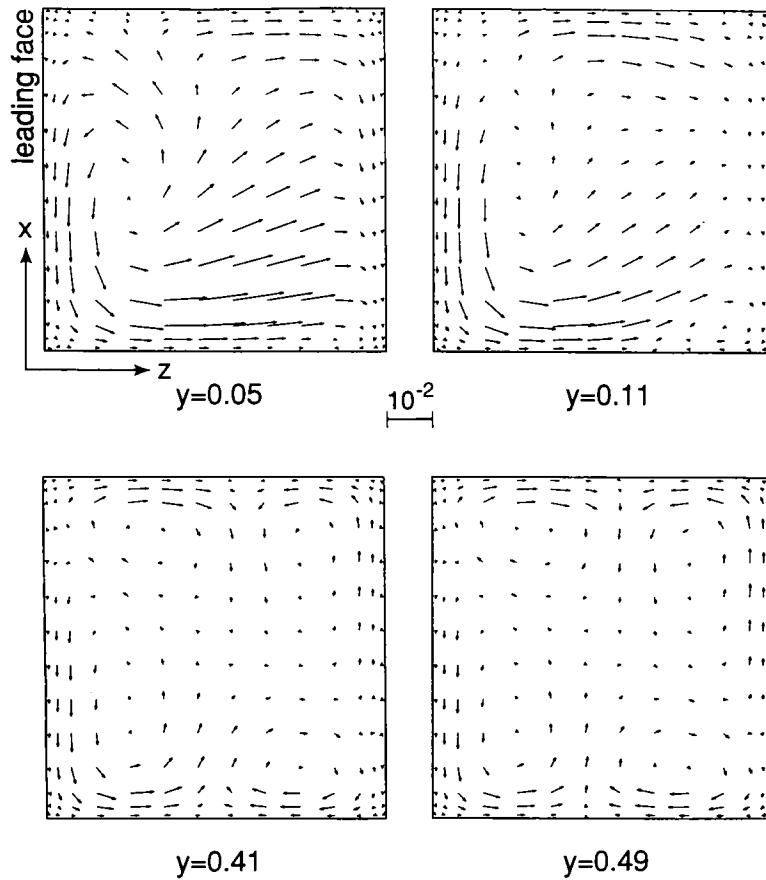 leading face
x
z
y=0.05
y=0.11
10⁻²
y=0.41
y=0.49